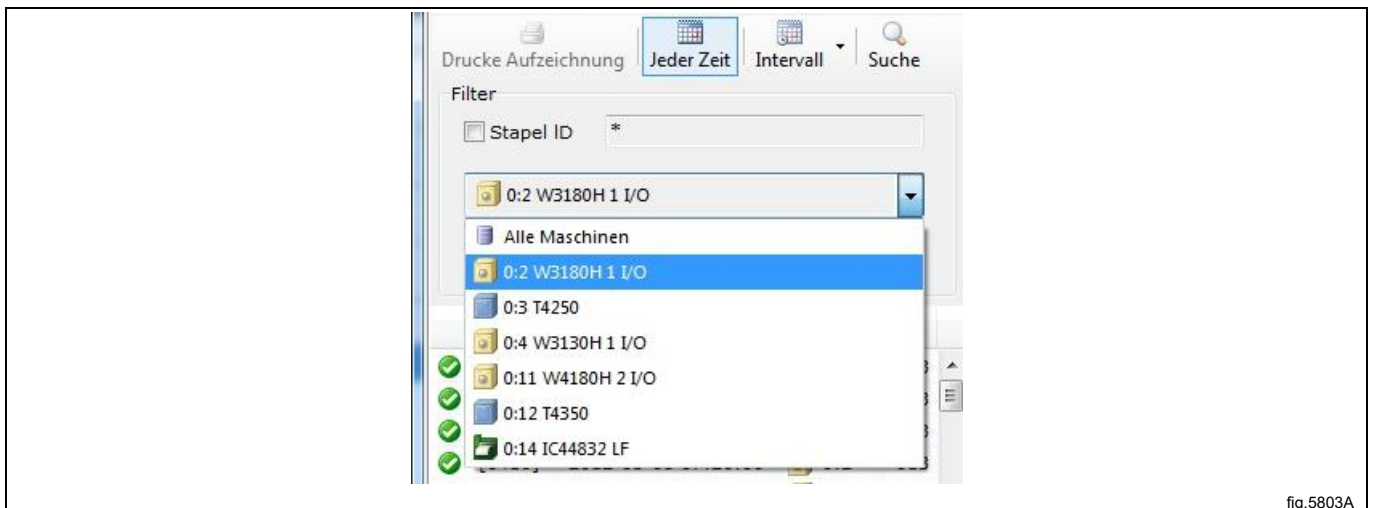 Drucke Aufzeichnung Jeder Zeit Intervall Suche
Filter
Stapel ID *
0:2 W3180H 1 I/O
Alle Maschinen
0:2 W3180H 1 I/O
0:3 T4250
0:4 W3130H 1 I/O
0:11 W4180H 2 I/O
0:12 T4350
0:14 IC44832 LF
fig.5803A